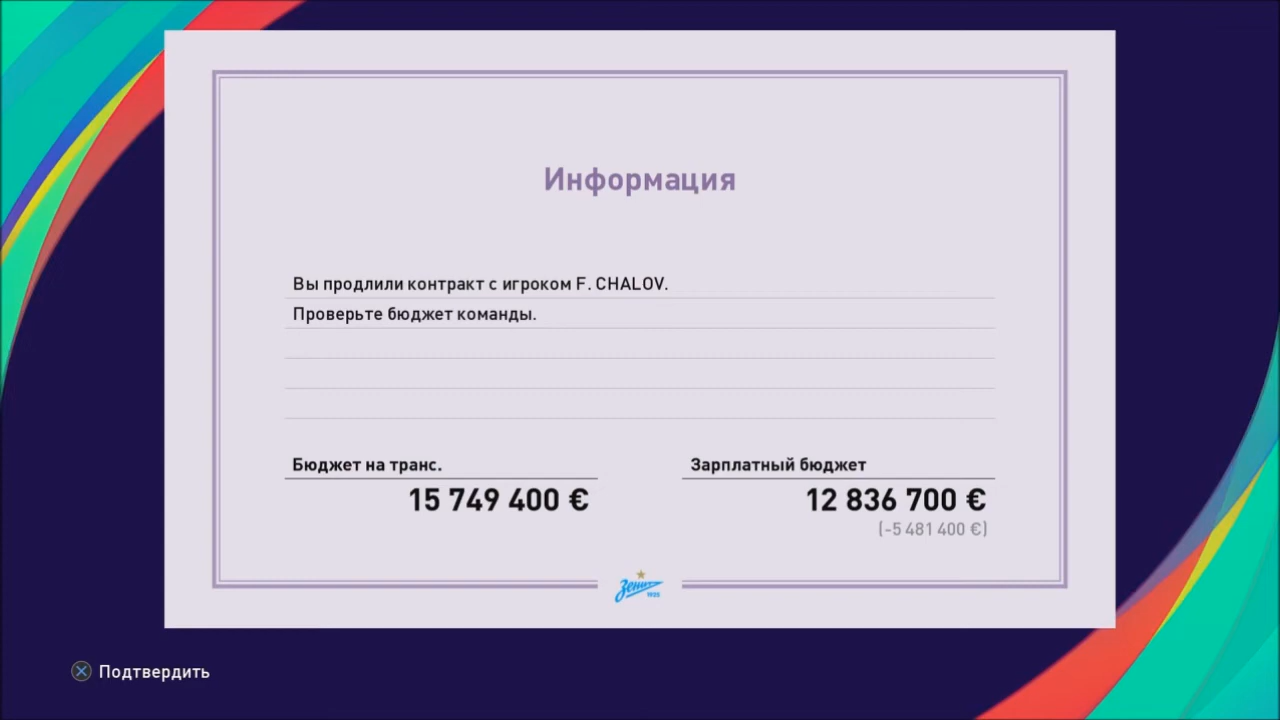 Информация
Вы продлили контракт с игроком F. CHALOV.
Проверьте бюджет команды.
Бюджет на транс.
15 749 400 €
Зарплатный бюджет
12 836 700 €
(-5 481 400 €)
Зенит
Подтвердить